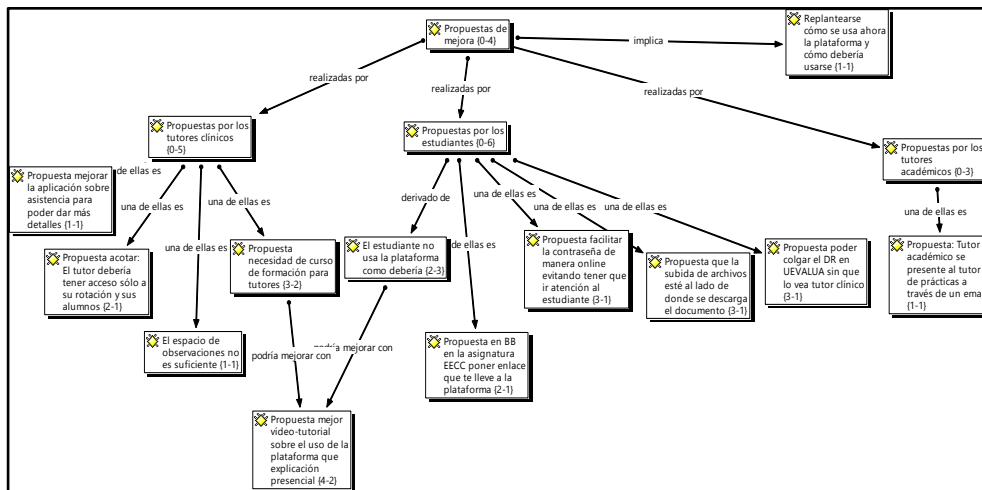 Propuestas de
mejora {0-4}
implica
Replantearse
cómo se usa ahora
la plataforma y
cómo debería
usarse {1-1}
realizadas por
realizadas por
realizadas por
Propuestas por los
tutores clínicos
{0-5}
Propuestas por los
estudiantes {0-6}
Propuestas por los
tutores
académicos {0-3}
de ellas es
una de ellas es
una de ellas es
una de ellas es
Propuesta mejorar
la aplicación sobre
asistencia para
poder dar más
detalles {1-1}
Propuesta acotar:
El tutor debería
tener acceso sólo a
su rotación y sus
alumnos {2-1}
El espacio de
observaciones no
es suficiente {1-1}
Propuesta
necesidad de curso
de formación para
tutores {3-2}
derivado de
de ellas es
una de ellas es
una de ellas es
una de ellas es
El estudiante no
usa la plataforma
como debería {2-3}
Propuesta en BB
en la asignatura
EECC poner enlace
que te lleve a la
plataforma {2-1}
Propuesta facilitar
la contraseña de
manera online
evitando tener que
ir atención al
estudiante {3-1}
Propuesta que la
subida de archivos
esté al lado de
donde se descarga
el documento {3-1}
Propuesta poder
colgar el DR en
UEVALUA sin que
lo vea tutor clínico
{3-1}
una de ellas es
Propuesta: Tutor
académico se
presente al tutor
de prácticas a
través de un ema
{1-1}
podría mejorar con
podría mejorar con
Propuesta mejor
vídeo-tutorial
sobre el uso de la
plataforma que
explicación
presencial {4-2}